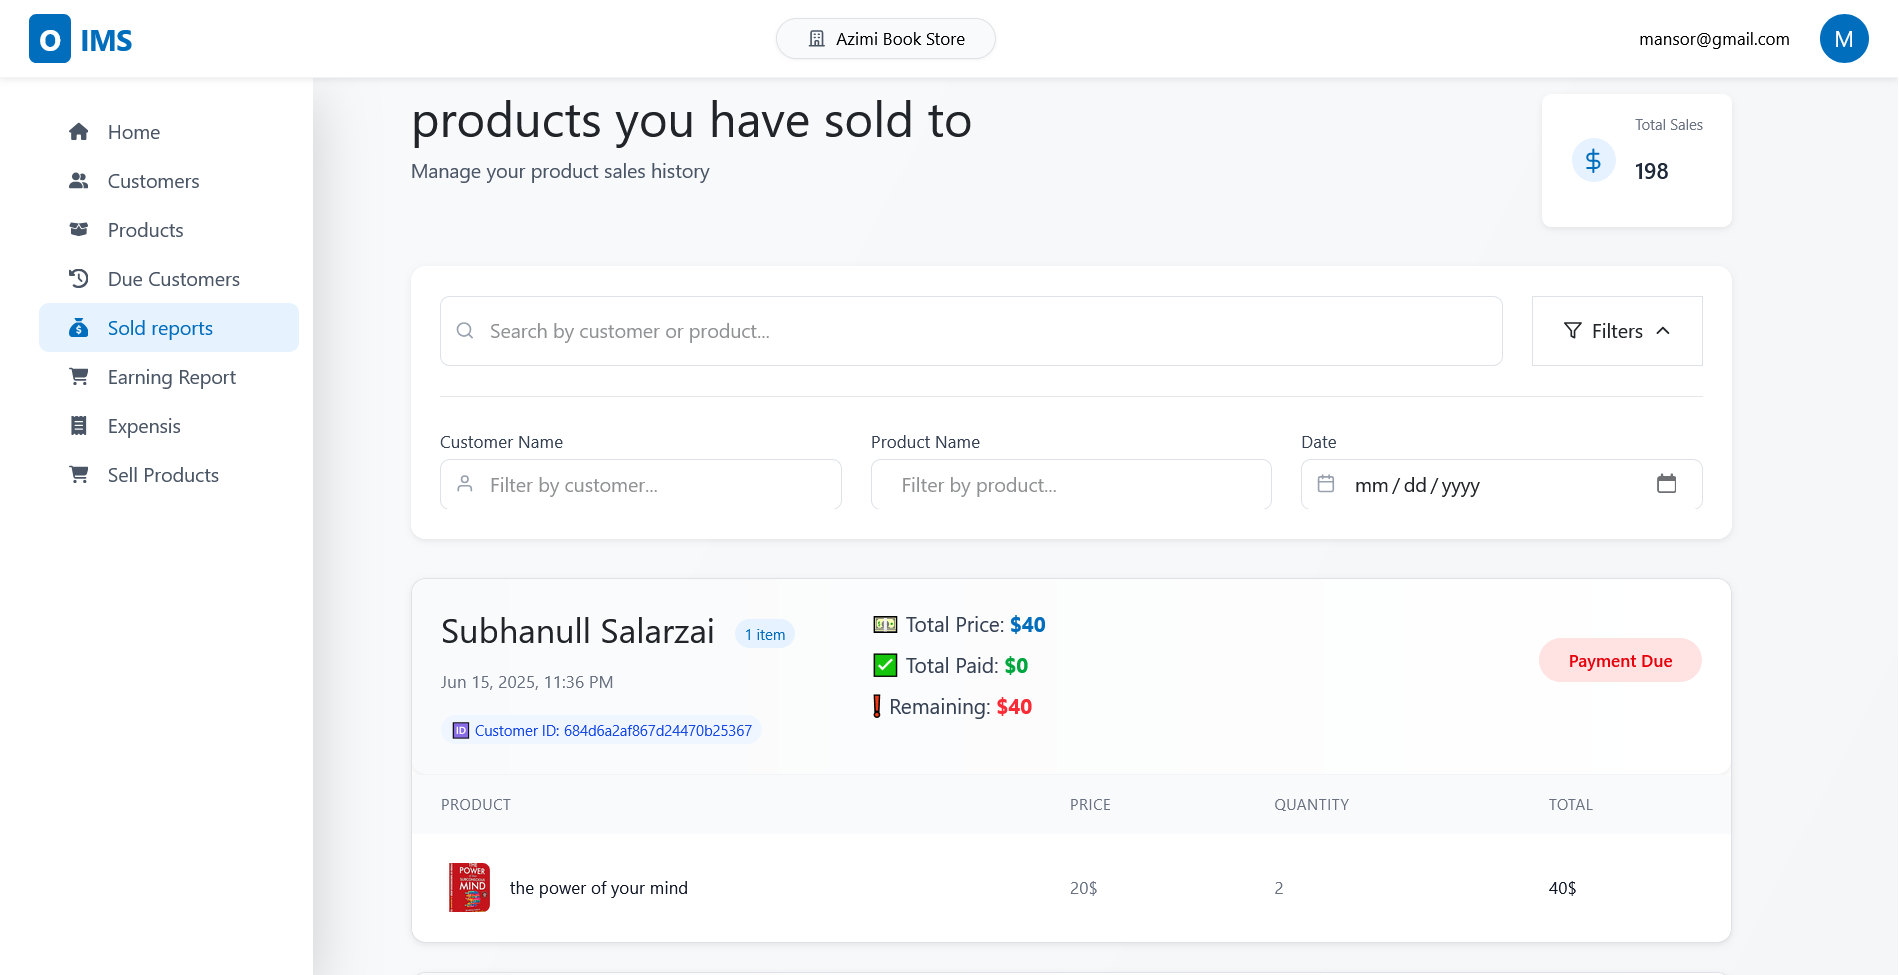 O IMS
Azimi Book Store
mansor@gmail.com
M
Home
Customers
Products
Due Customers
Sold reports
Earning Report
Expensis
Sell Products
products you have sold to
Manage your product sales history
Total Sales
$
198
Search by customer or product...
Filters
Customer Name
Product Name
Date
Filter by customer...
Filter by product...
mm/dd/yyyy
Subhanull Salarzai
1 item
Jun 15, 2025, 11:36 PM
ID Customer ID: 684d6a2af867d24470b25367
Total Price: $40
Total Paid: $0
Remaining: $40
Payment Due
PRODUCT PRICE QUANTITY TOTAL
THE
POWER
SUBCONSCIOUS
MIND
the power of your mind 20$ 2 40$